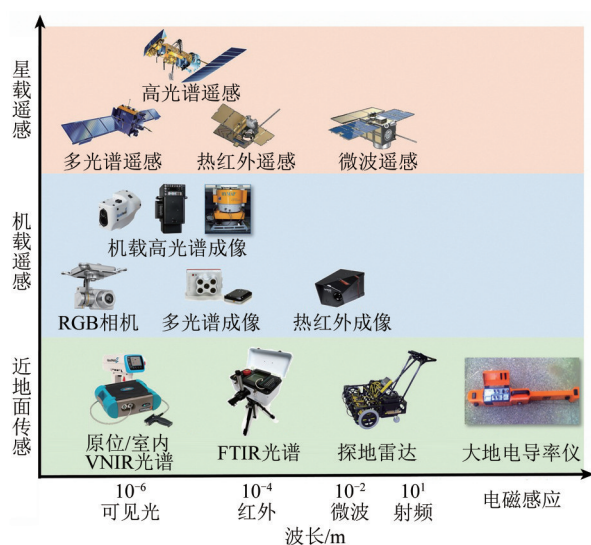 星载遥感
高光谱遥感
多光谱遥感
热红外遥感
微波遥感
机载遥感
机载高光谱成像
RGB相机
多光谱成像
热红外成像
近地面传感
原位/室内
VNIR光谱
FTIR光谱
探地雷达
大地电导率仪
10⁻⁶
10⁻⁴
10⁻²
10¹
可见光
红外
微波
射频
电磁感应
波长/m